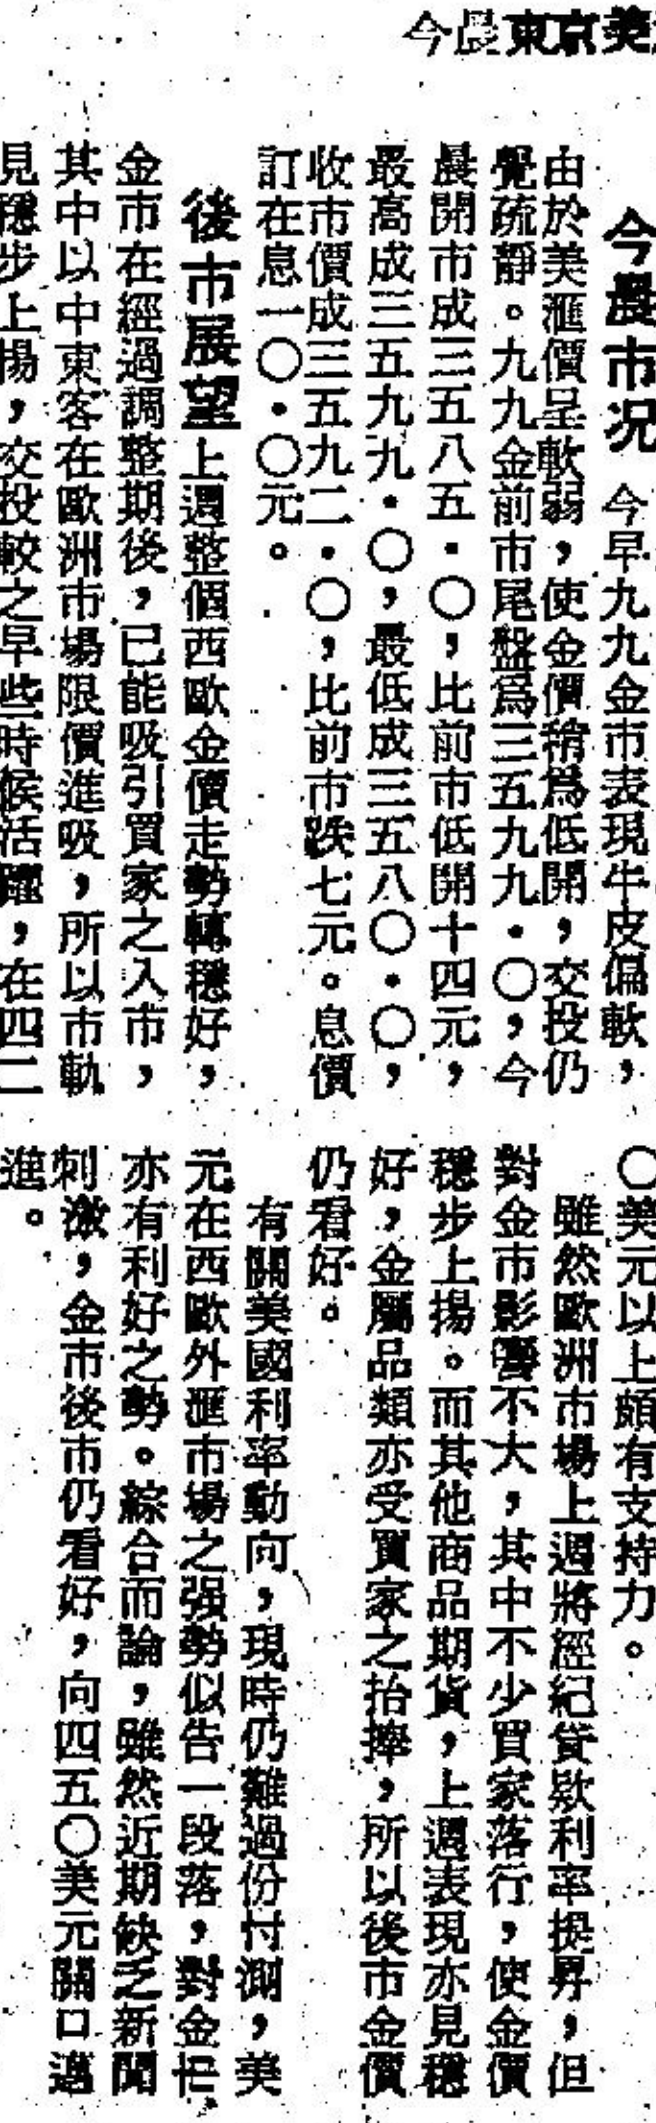 今晨東京美
今晨市況 今早九九金市表現牛皮偏軟，
由於美滙價呈軟弱，使金價稍爲低開，交投仍
覺疏靜。九九金前市尾盤爲三五九九·〇，今
晨開市成三五八五·〇，比前市低開十四元，
最高成三五九九·〇，最低成三五八〇·〇，
收市價成三五九二·〇，比前市跌七元。息價
訂在息一〇·〇元。
後市展望 上週整個西歐金價走勢轉穩好，
金市在經過調整期後，已能吸引買家之入市，
其中以中東客在歐洲市場限價進吸，所以市軌
見穩步上揚，交投較之早些時候活躍，在四二
〇美元以上頗有支持力。
雖然歐洲市場上週將經紀貸欵利率提昇，但
對金市影響不大，其中不少買家落行，使金價
穩步上揚。而其他商品期貨，上週表現亦見穩
好，金屬品類亦受買家之抬捧，所以後市金價
仍看好。
有關美國利率動向，現時仍難過份忖測，美
元在西歐外滙市場之强勢似告一段落，對金市
亦有利好之勢。綜合而論，雖然近期缺乏新聞
刺激，金市後市仍看好，向四五〇美元關口邁
進。